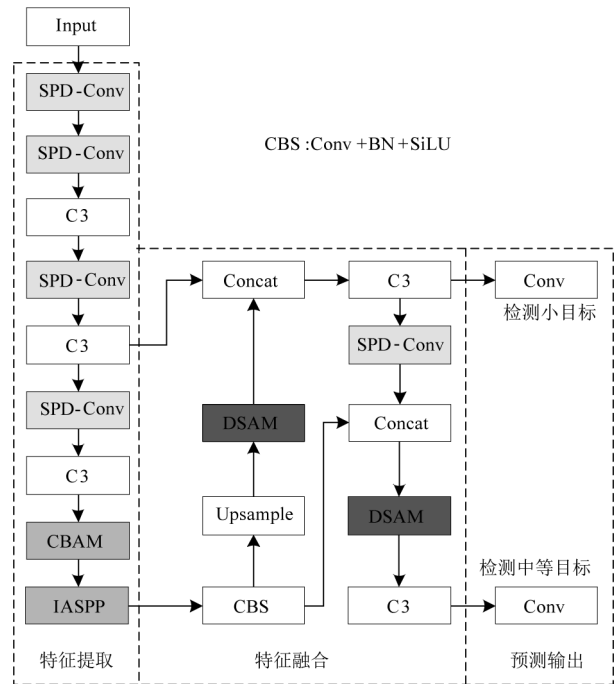 Input
SPD-Conv
SPD-Conv
C3
SPD-Conv
C3
SPD-Conv
C3
CBAM
IASPP
特征提取
CBS :Conv +BN +SiLU
Concat
DSAM
Upsample
CBS
C3
SPD-Conv
Concat
DSAM
C3
特征融合
Conv
检测小目标
检测中等目标
Conv
预测输出